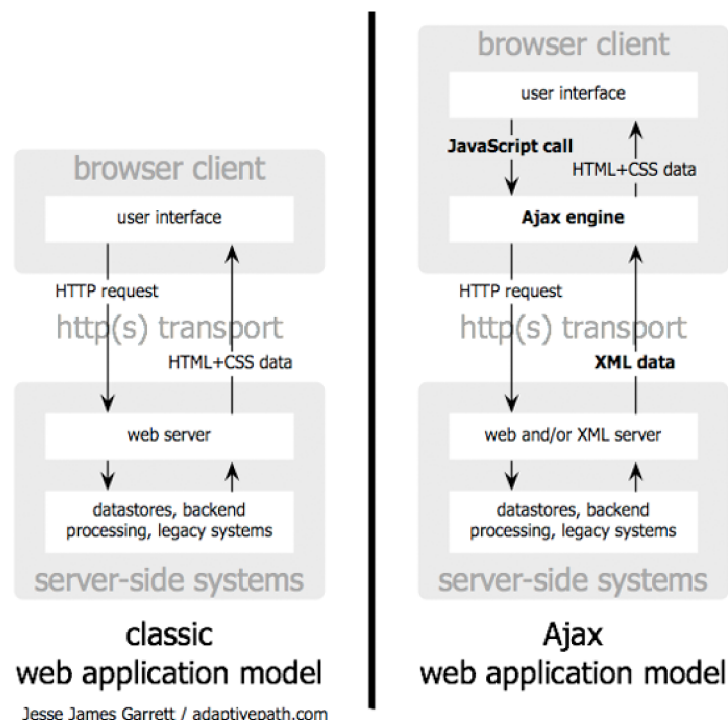 browser client
user interface
HTTP request
http(s) transport
HTML+CSS data
web server
datastores, backend
processing, legacy systems
server-side systems
classic
web application model
Jesse James Garrett / adaptivepath.com
browser client
user interface
JavaScript call
HTML+CSS data
Ajax engine
HTTP request
http(s) transport
XML data
web and/or XML server
datastores, backend
processing, legacy systems
server-side systems
Ajax
web application model